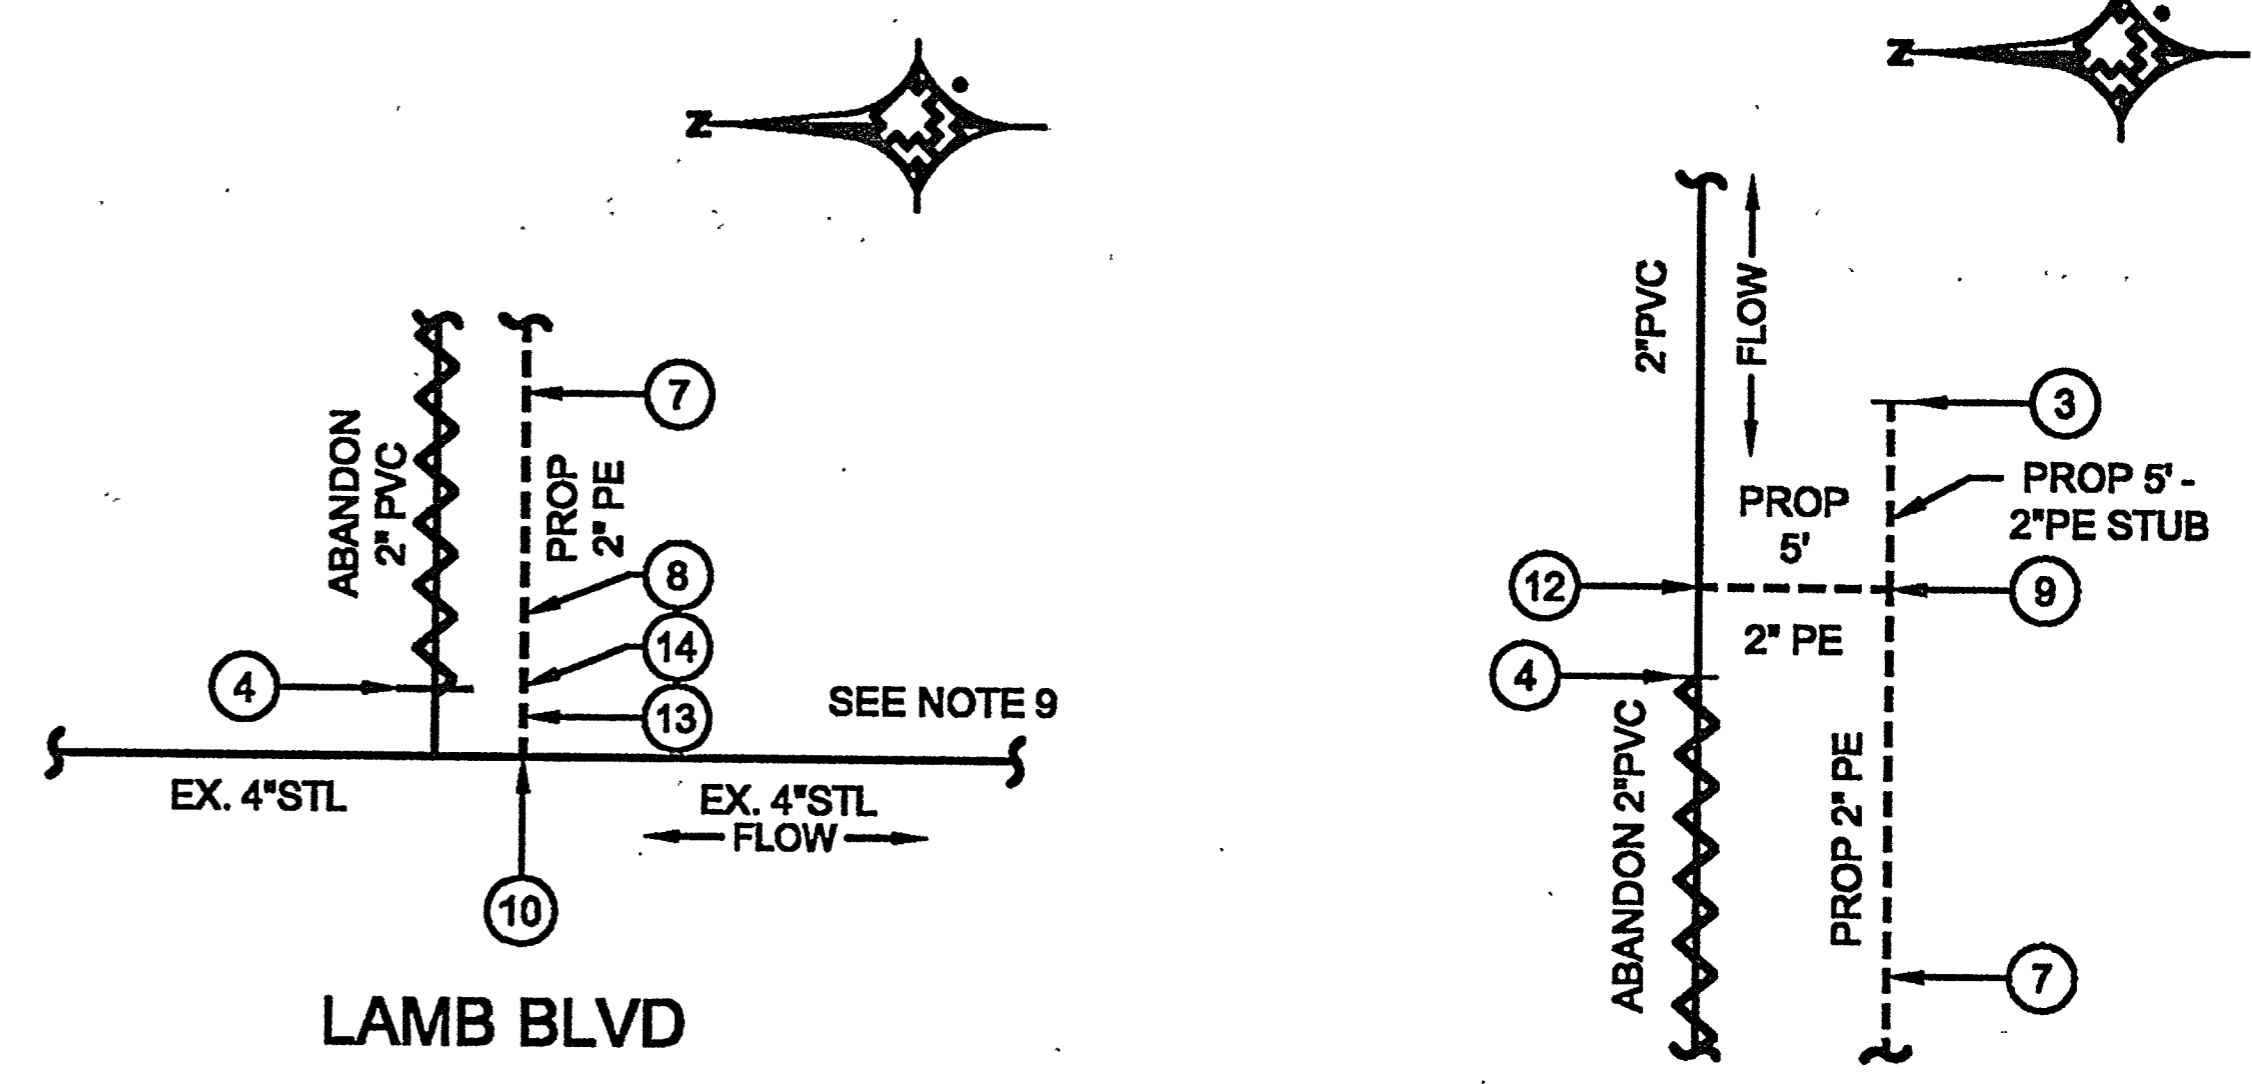 Z
ABANDON
2" PVC
PROP
2" PE
7
8
14
13
4
SEE NOTE 9
EX. 4"STL
EX. 4"STL
FLOW
10
LAMB BLVD
Z
2"PVC
FLOW
3
PROP 5' -
2"PE STUB
PROP
5'
12
9
2" PE
4
ABANDON 2"PVC
PROP 2" PE
7